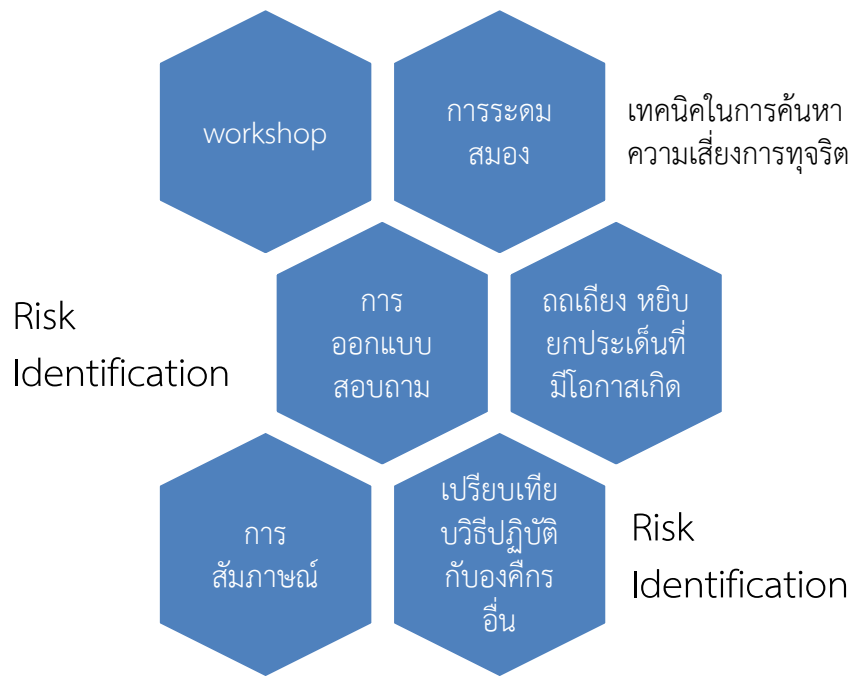 workshop
การระดม
สมอง
เทคนิคในการค้นหา
ความเสี่ยงการทุจริต
Risk
Identification
การ
ออกแบบ
สอบถาม
ถถเถียง หยิบ
ยกประเด็นที่
มีโอกาสเกิด
การ
สัมภาษณ์
เปรียบเทีย
บวิธีปฏิบัติ
กับองค์กร
อื่น
Risk
Identification